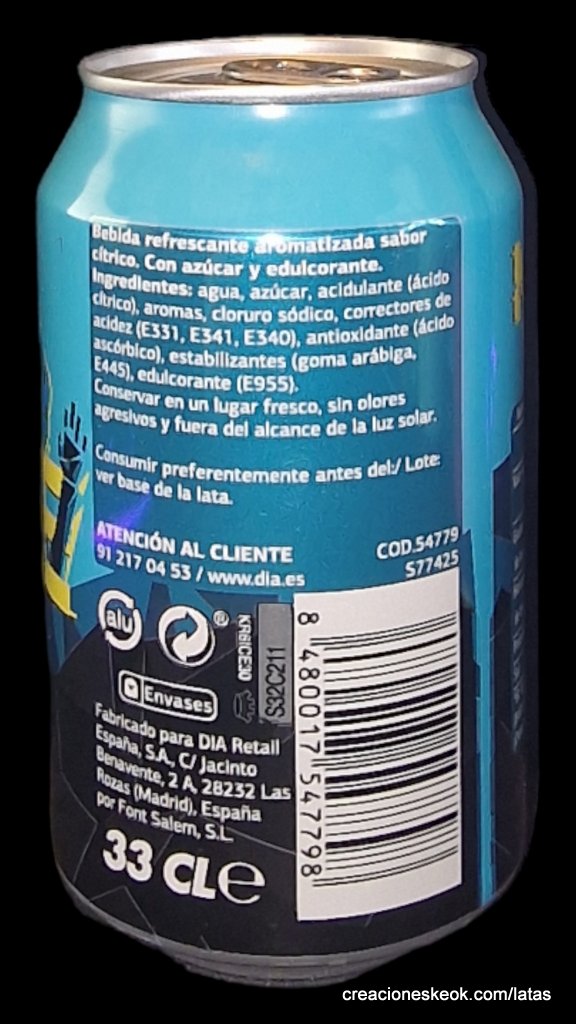 Bebida refrescante aromatizada sabor
cítrico. Con azúcar y edulcorante.
Ingredientes: agua, azúcar, acidulante (ácido
cítrico), aromas, cloruro sódico, correctores de
acidez (E331, E341, E340), antioxidante (ácido
ascórbico), estabilizantes (goma arábiga,
E445), edulcorante (E955).
Conservar en un lugar fresco, sin olores
agresivos y fuera del alcance de la luz solar.
Consumir preferentemente antes del:/ Lote:
ver base de la lata.
ATENCIÓN AL CLIENTE
91 217 04 53 / www.dia.es
COD.54779
S77425
alu
®
S32C211
Envases
Fabricado para DIA Retail
España, S.A., C/ Jacinto
Benavente, 2 A, 28232 Las
Rozas (Madrid), España
por Font Salem, S.L.
33 CL e
8 480017 547798
creacioneskeok.com/latas